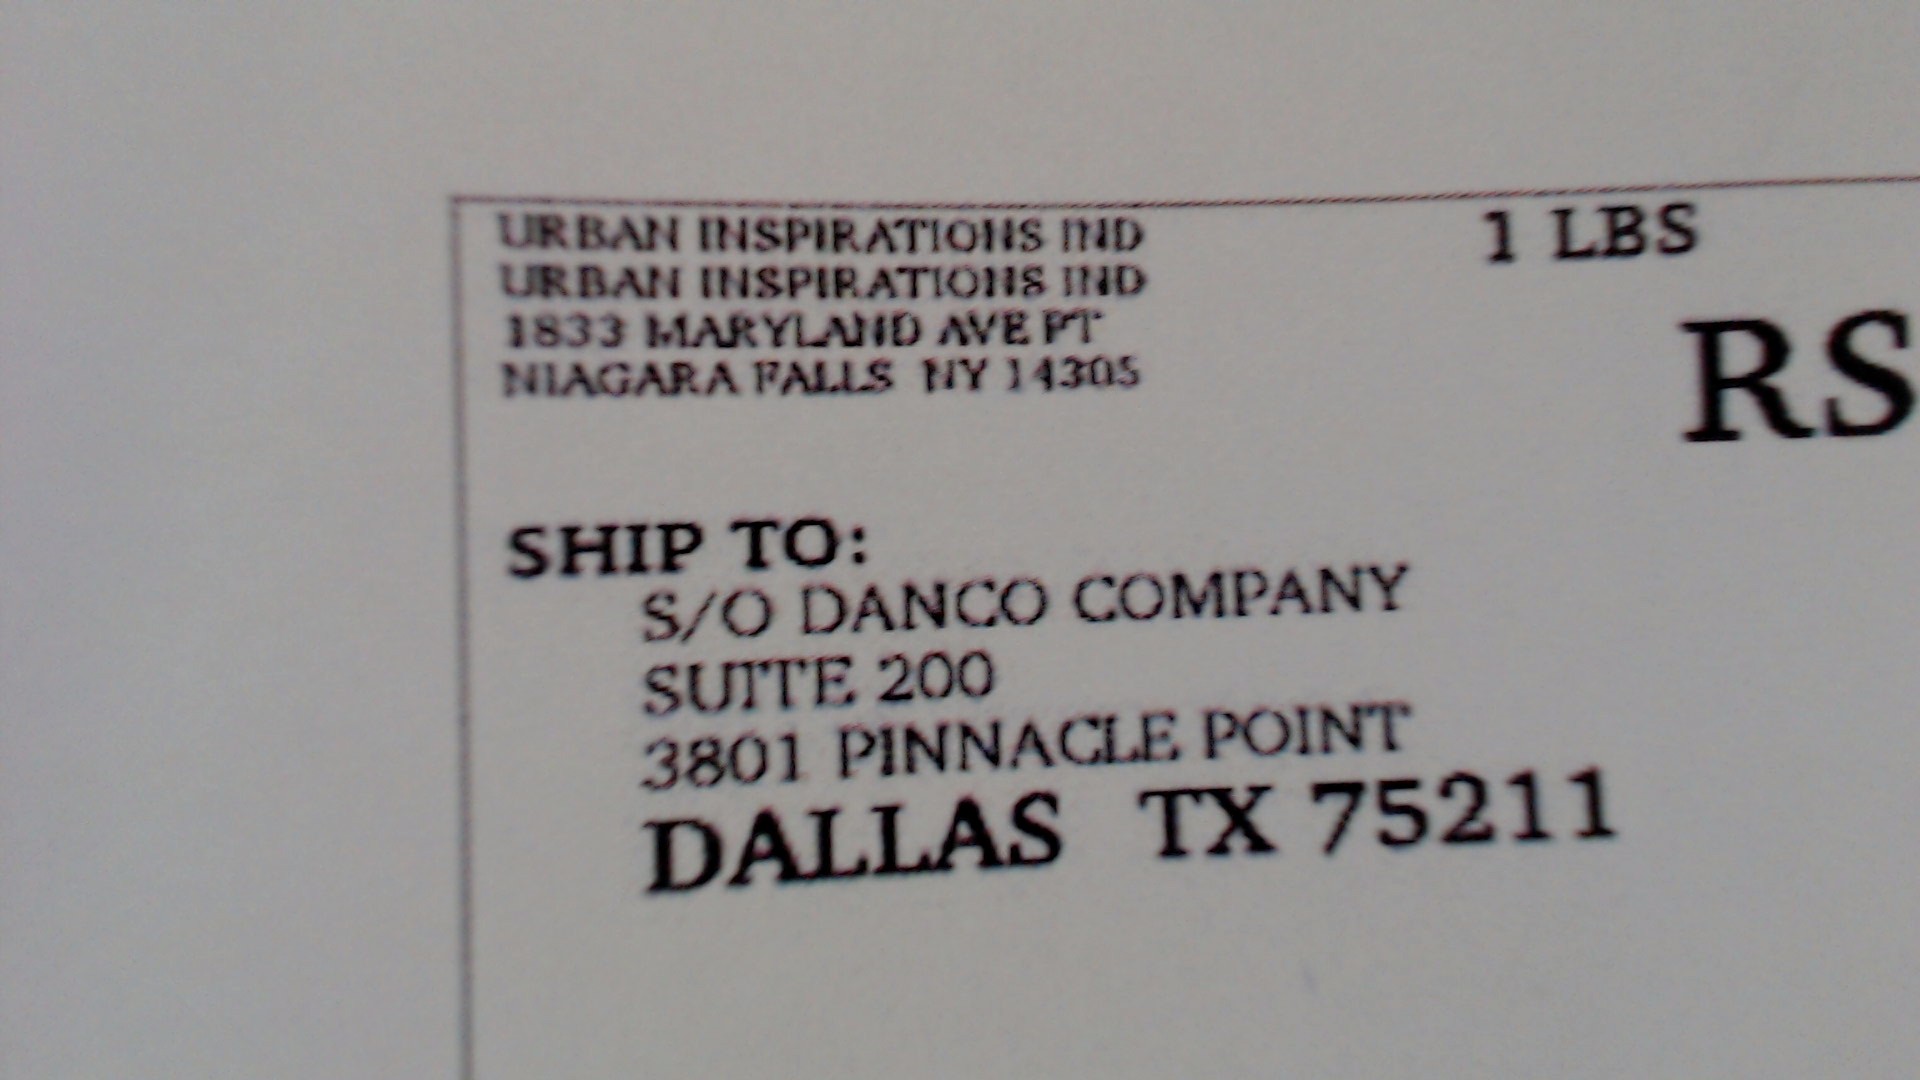 URBAN INSPIRATIONS IND 1 LBS
URBAN INSPIRATIONS IND
1833 MARYLAND AVE PT
NIAGARA FALLS NY 14305
RS
SHIP TO:
S/O DANCO COMPANY
SUITE 200
3801 PINNACLE POINT
DALLAS TX 75211